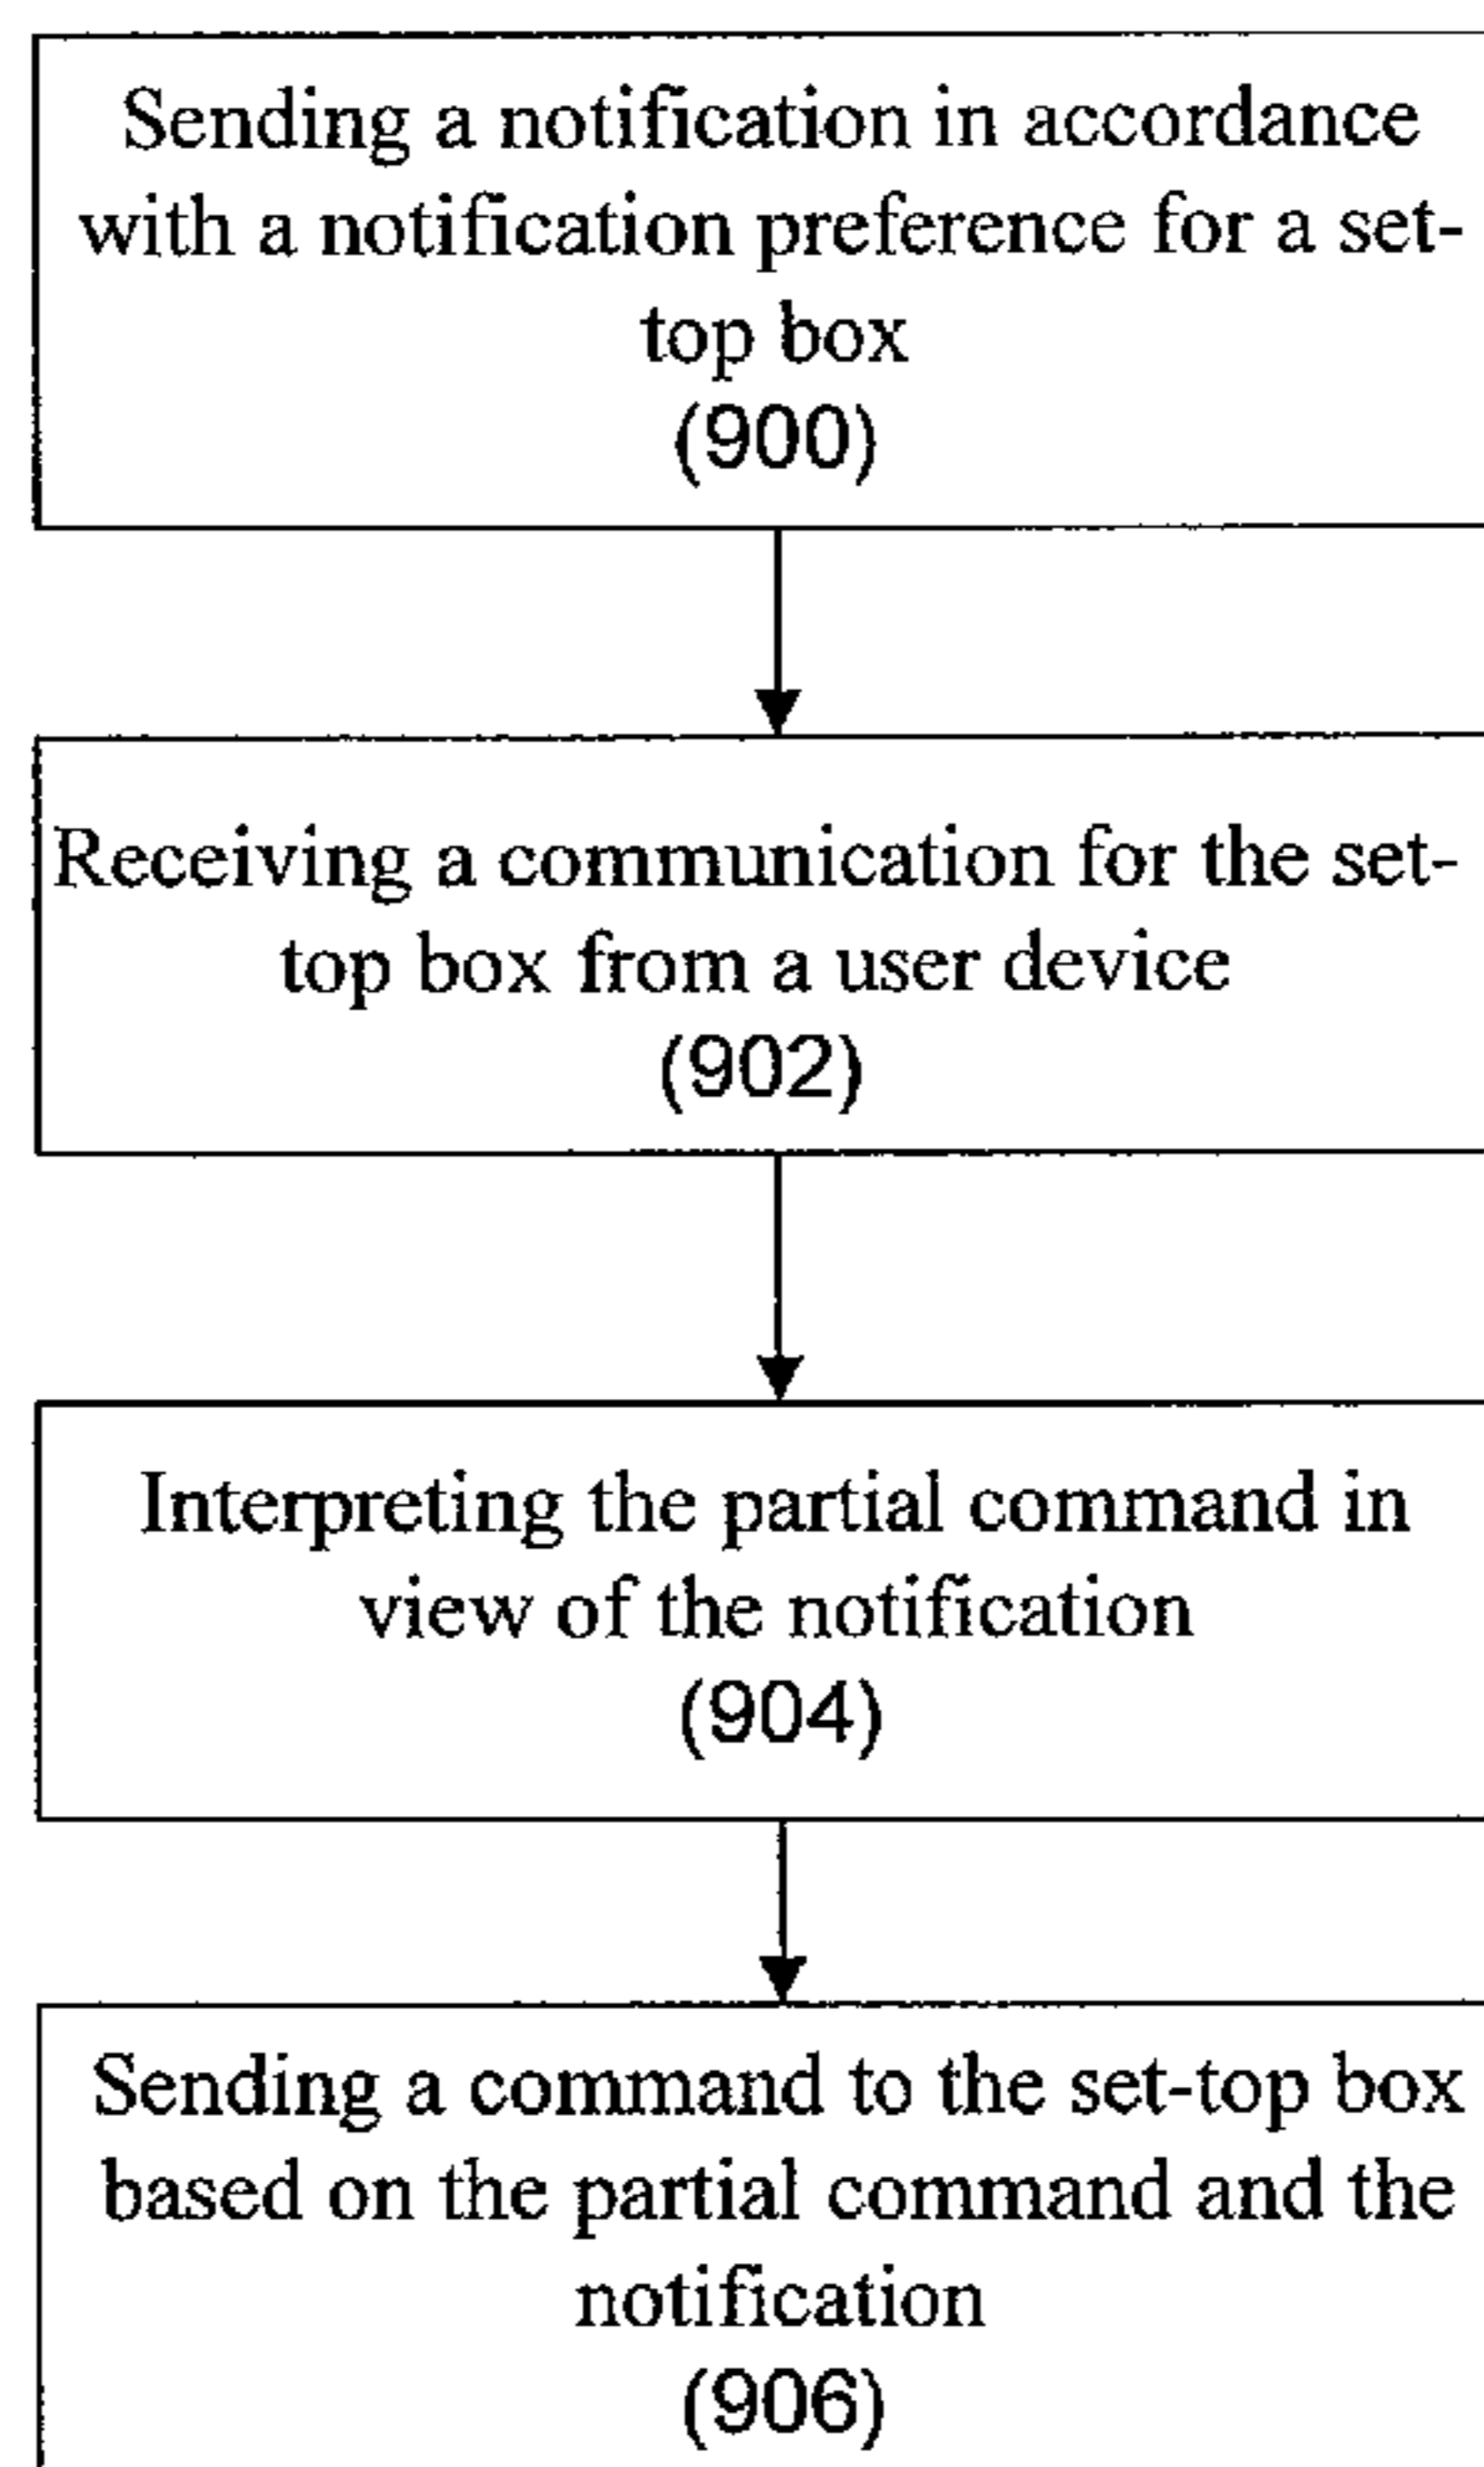 Sending a notification in accordance
with a notification preference for a set-
top box
(900)
Receiving a communication for the set-
top box from a user device
(902)
Interpreting the partial command in
view of the notification
(904)
Sending a command to the set-top box
based on the partial command and the
notification
(906)